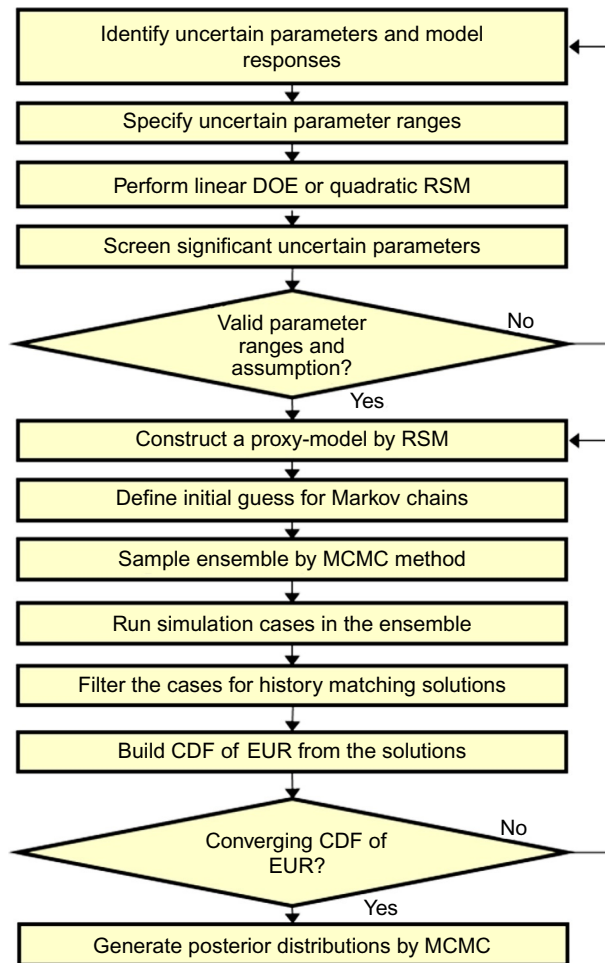 Identify uncertain parameters and model
responses
Specify uncertain parameter ranges
Perform linear DOE or quadratic RSM
Screen significant uncertain parameters
Valid parameter
ranges and
assumption?
No
Yes
Construct a proxy-model by RSM
Define initial guess for Markov chains
Sample ensemble by MCMC method
Run simulation cases in the ensemble
Filter the cases for history matching solutions
Build CDF of EUR from the solutions
Converging CDF of
EUR?
No
Yes
Generate posterior distributions by MCMC